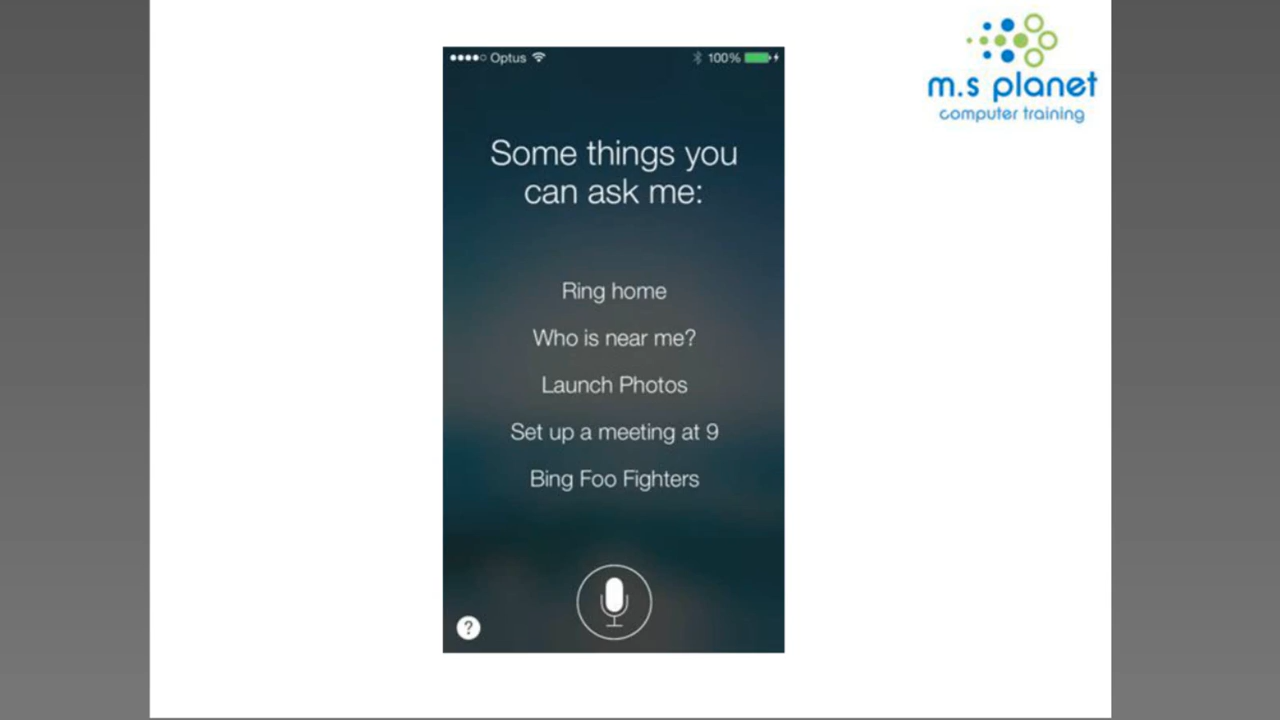 Optus
100%
m.s planet
computer training
Some things you
can ask me:
Ring home
Who is near me?
Launch Photos
Set up a meeting at 9
Bing Foo Fighters
?